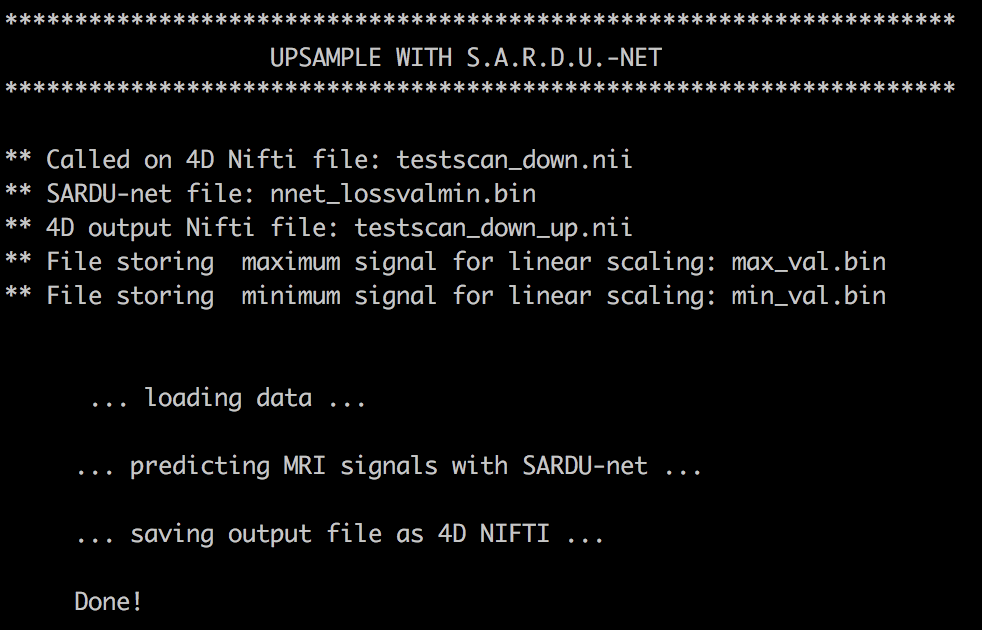 ********************************************************************
UPSAMPLE WITH S.A.R.D.U.-NET
********************************************************************
** Called on 4D Nifti file: testscan_down.nii
** SARDU-net file: nnet_lossvalmin.bin
** 4D output Nifti file: testscan_down_up.nii
** File storing  maximum signal for linear scaling: max_val.bin
** File storing  minimum signal for linear scaling: min_val.bin
... loading data ...
... predicting MRI signals with SARDU-net ...
... saving output file as 4D NIFTI ...
Done!